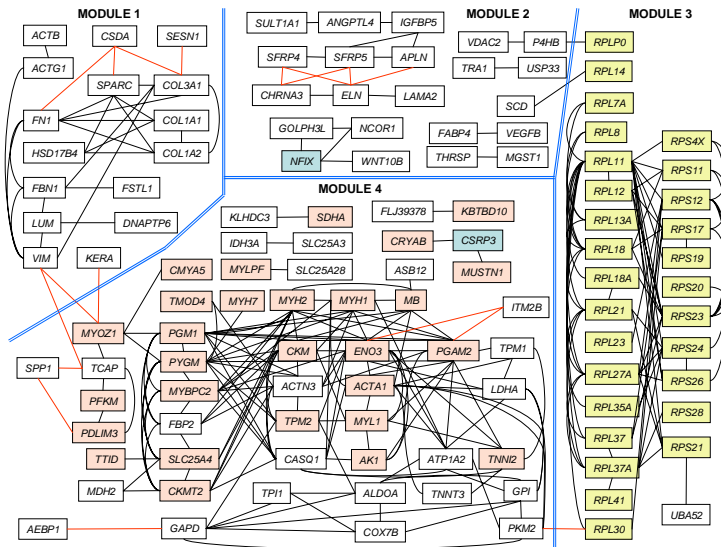 MODULE 1
ACTB
CSDA
SESN1
ACTG1
SPARC
COL3A1
FN1
COL1A1
HSD17B4
COL1A2
FBN1
FSTL1
LUM
DNAPTP6
VIM
KERA
MODULE 2
SULT1A1
ANGPTL4
IGFBP5
SFRP4
SFRP5
APLN
CHRNA3
ELN
LAMA2
VDAC2
P4HB
TRA1
USP33
SCD
GOLPH3L
NCOR1
NFIX
WNT10B
FABP4
VEGFB
THRSP
MGST1
MODULE 3
RPLP0
RPL14
RPL7A
RPL8
RPL11
RPL12
RPL13A
RPL18
RPL18A
RPL21
RPL23
RPL27A
RPL35A
RPL37
RPL37A
RPL41
RPL30
RPS4X
RPS11
RPS12
RPS17
RPS19
RPS20
RPS23
RPS24
RPS26
RPS28
RPS21
UBA52
MODULE 4
KLHDC3
SDHA
FLJ39378
KBTBD10
IDH3A
SLC25A3
CRYAB
CSRP3
CMYA5
MYLPF
SLC25A28
ASB12
MUSTN1
TMOD4
MYH7
MYH2
MYH1
MB
ITM2B
MYOZ1
PGM1
SPP1
TCAP
PYGM
CKM
ENO3
PGAM2
TPM1
PFKM
MYBPC2
ACTN3
ACTA1
LDHA
PDLIM3
FBP2
TPM2
MYL1
TTID
SLC25A4
CASQ1
AK1
ATP1A2
TNNI2
MDH2
CKMT2
TPI1
ALDOA
TNNT3
GPI
AEBP1
GAPD
COX7B
PKM2